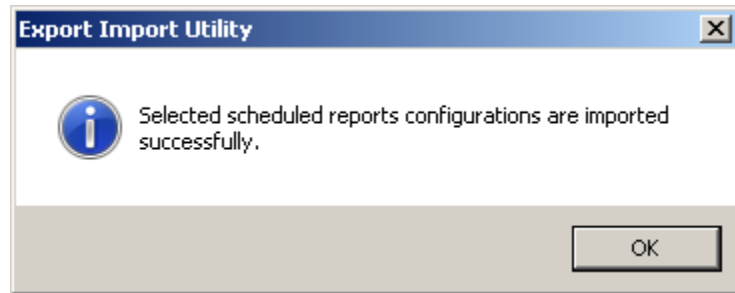 Export Import Utility
Selected scheduled reports configurations are imported
successfully.
OK